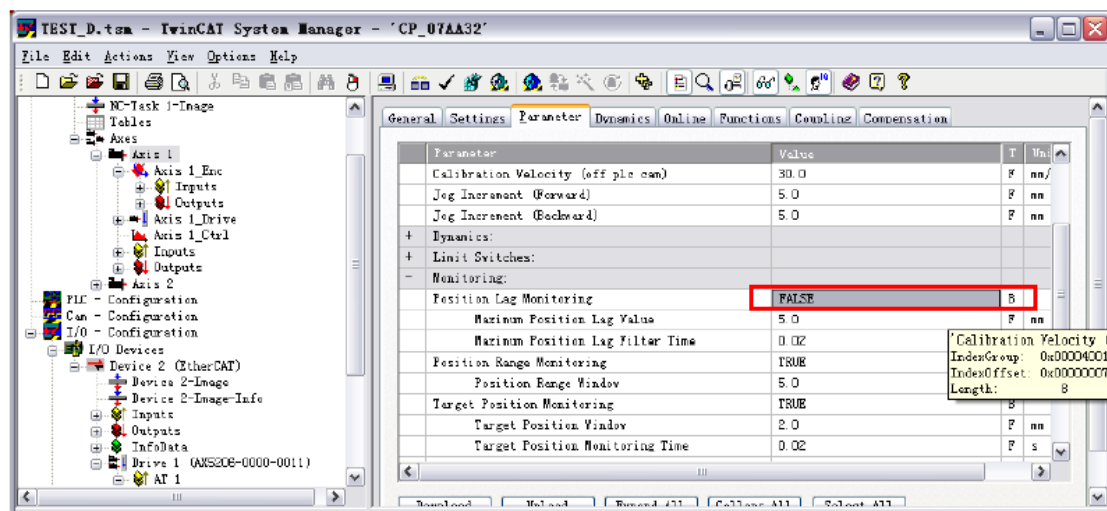 TEST_D.tsm - TwinCAT System Manager - 'CP_07AA32'
File Edit Actions View Options Help
NC-Task 1-Image
Tables
Axes
Axis 1
Axis 1_Enc
Inputs
Outputs
Axis 1_Drive
Axis 1_Ctrl
Inputs
Outputs
Axis 2
PLC - Configuration
Cam - Configuration
I/O - Configuration
I/O Devices
Device 2 (EtherCAT)
Device 2-Image
Device 2-Image-Info
Inputs
Outputs
InfoData
Drive 1 (AX5206-0000-0011)
AT 1
General Settings Parameter Dynamics Online Functions Coupling Compensation
Parameter Value T Uni
Calibration Velocity (off plc cam) 30.0 F mm/
Jog Increment (Forward) 5.0 F mm
Jog Increment (Backward) 5.0 F mm
+ Dynamics:
+ Limit Switches:
- Monitoring:
Position Lag Monitoring FALSE B
Maximum Position Lag Value 5.0 F mm
Maximum Position Lag Filter Time 0.02
Position Range Monitoring TRUE
Position Range Window 5.0
Target Position Monitoring TRUE B
Target Position Window 2.0 F mm
Target Position Monitoring Time 0.02 F s
'Calibration Velocity (
IndexGroup: 0x00004001
IndexOffset: 0x00000007
Length: 8
Download Upload Expand All Collapse All Select All